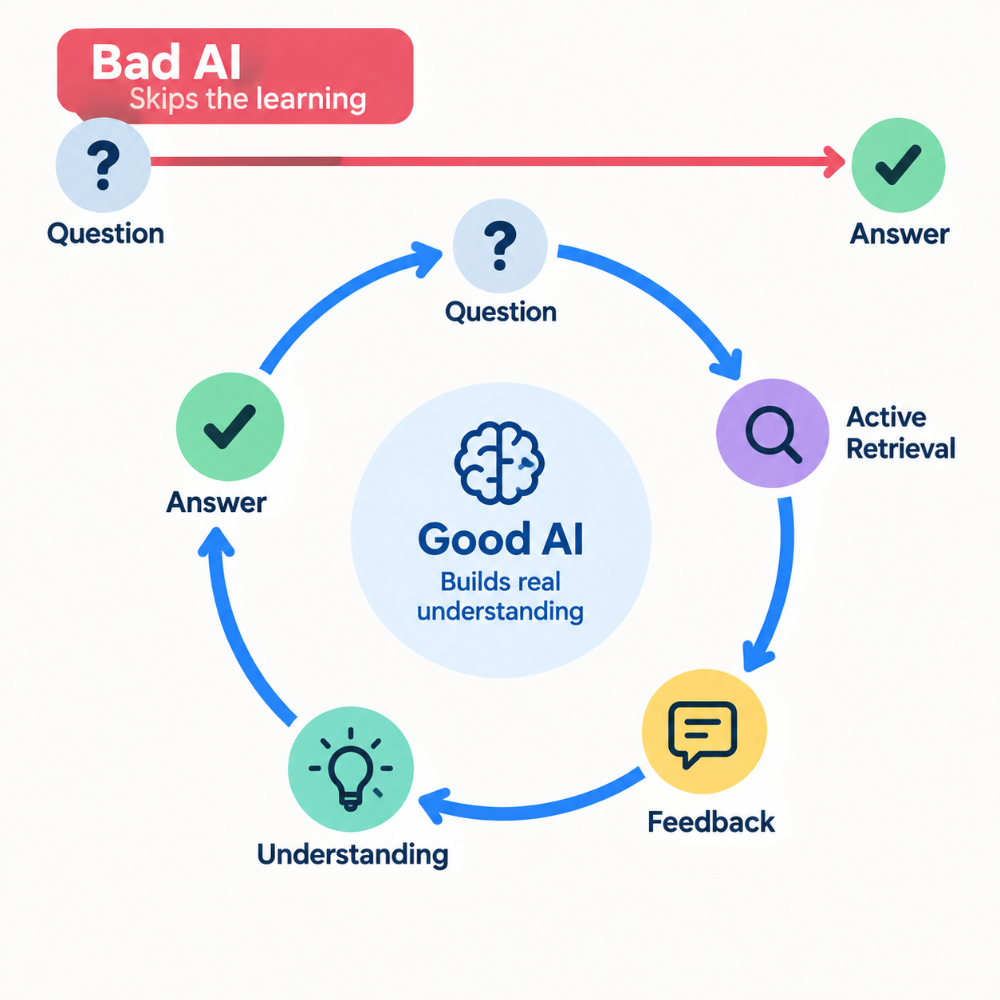 Bad AI
Skips the learning
?
Question
Answer
?
Question
Active
Retrieval
Answer
Good AI
Builds real
understanding
Feedback
Understanding